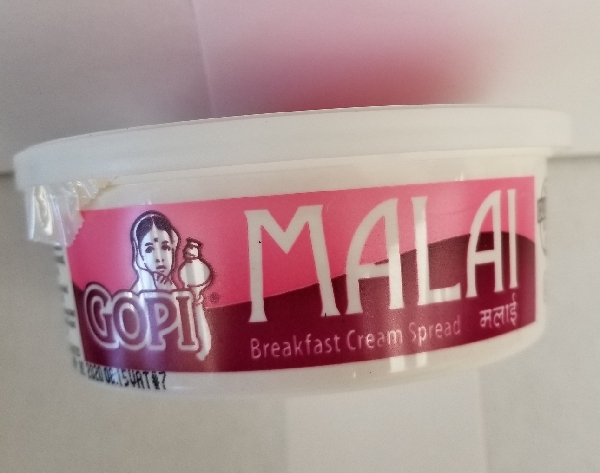 GOPI®
MALAI
Breakfast Cream Spread
मलाई